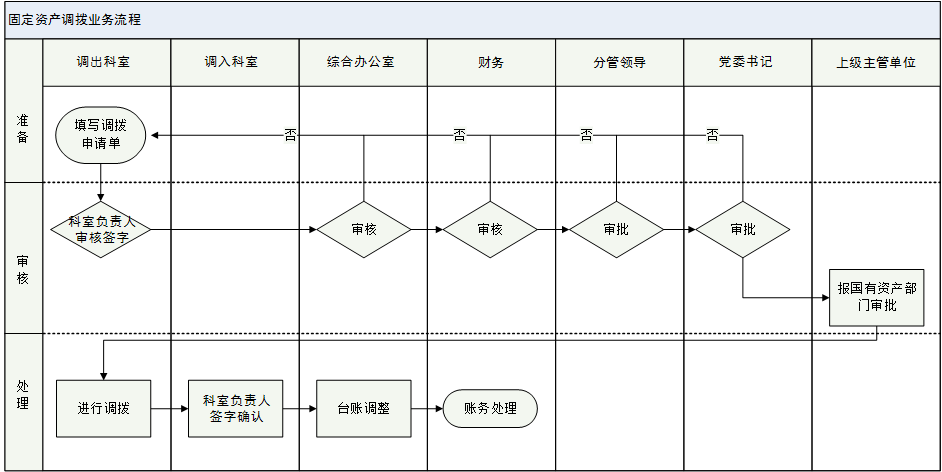 固定资产调拨业务流程
调出科室
调入科室
综合办公室
财务
分管领导
党委书记
上级主管单位
准
备
填写调拨
申请单
否
否
否
否
审
核
科室负责人
审核签字
审核
审核
审批
审批
报国有资产部
门审批
处
理
进行调拨
科室负责人
签字确认
台账调整
账务处理